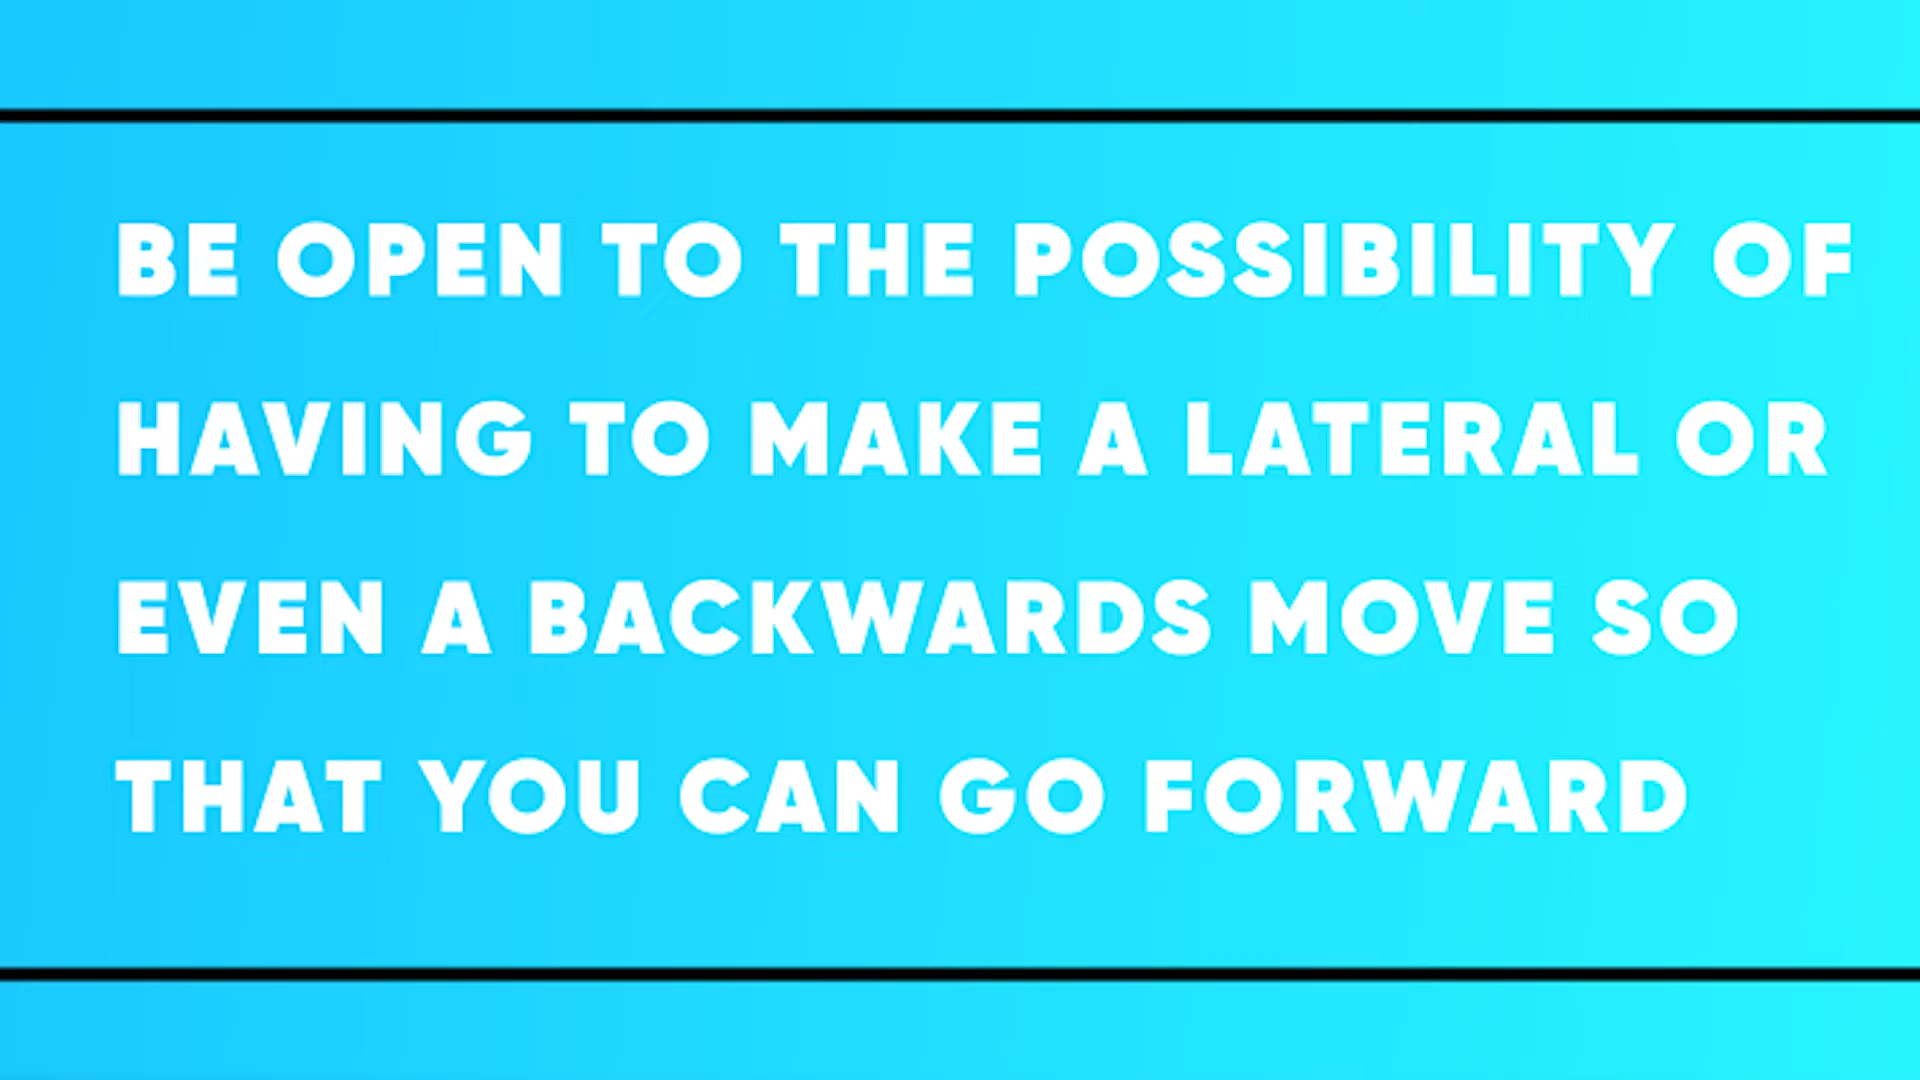 BE OPEN TO THE POSSIBILITY OF
HAVING TO MAKE A LATERAL OR
EVEN A BACKWARDS MOVE SO
THAT YOU CAN GO FORWARD